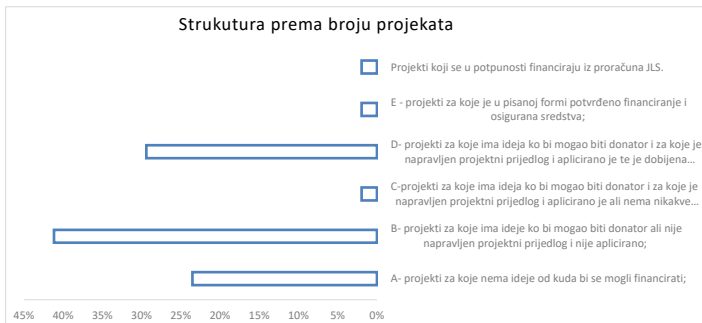 Strukutura prema broju projekata
Projekti koji se u potpunosti financiraju iz proračuna JLS.
E - projekti za koje je u pisanoj formi potvrđeno financiranje i
osigurana sredstva;
D- projekti za koje ima ideja ko bi mogao biti donator i za koje je
napravljen projektni prijedlog i aplicirano je te je dobijena...
C-projekti za koje ima ideja ko bi mogao biti donator i za koje je
napravljen projektni prijedlog i aplicirano je ali nema nikakve...
B- projekti za koje ima ideje ko bi mogao biti donator ali nije
napravljen projektni prijedlog i nije aplicirano;
A- projekti za koje nema ideje od kuda bi se mogli financirati;
45% 40% 35% 30% 25% 20% 15% 10% 5% 0%